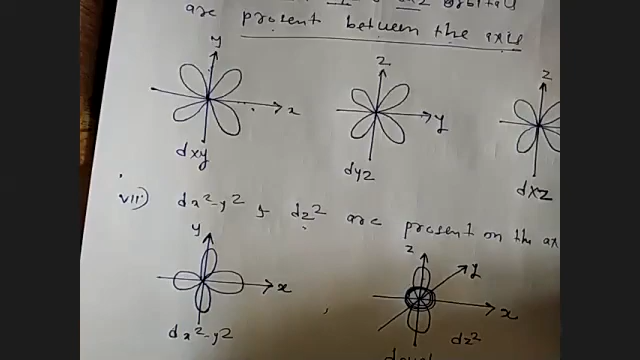 are present between the axis
y
x
dxy
z
y
dyz
z
dxz
vii) dx²-y² & dz² are present on the ax
y
x
dx²-y²
,
z
y
x
dz²